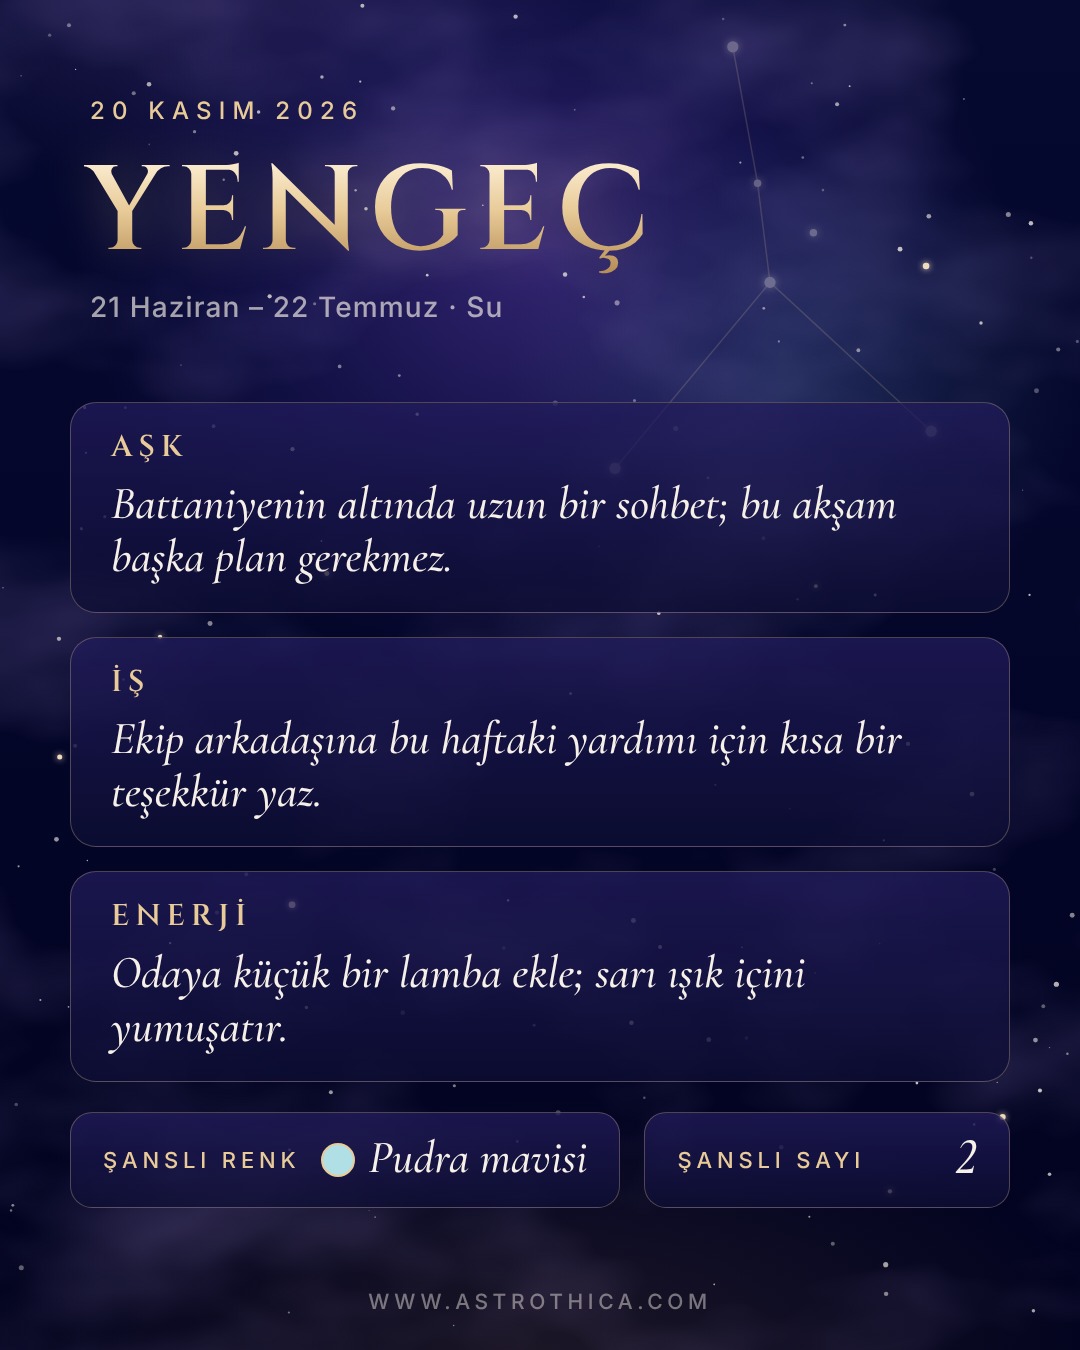 20 KASIM 2026
YENGEÇ
21 Haziran – 22 Temmuz · Su
AŞK
Battaniyenin altında uzun bir sohbet; bu akşam
başka plan gerekmez.
İŞ
Ekip arkadaşına bu haftaki yardımı için kısa bir
teşekkür yaz.
ENERJİ
Odaya küçük bir lamba ekle; sarı ışık içini
yumuşatır.
ŞANSLI RENK Pudra mavisi
ŞANSLI SAYI 2
WWW.ASTROTHICA.COM